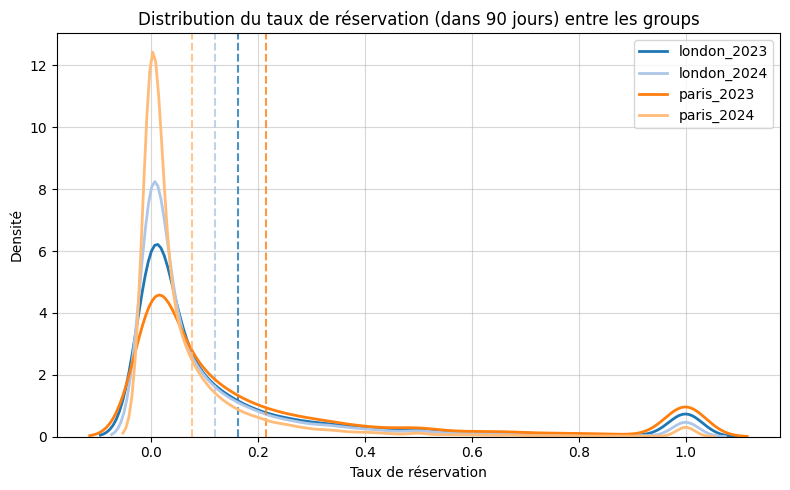 Distribution du taux de réservation (dans 90 jours) entre les groups
london_2023
london_2024
paris_2023
paris_2024
Densité
12
10
8
6
4
2
0
0.0 0.2 0.4 0.6 0.8 1.0
Taux de réservation